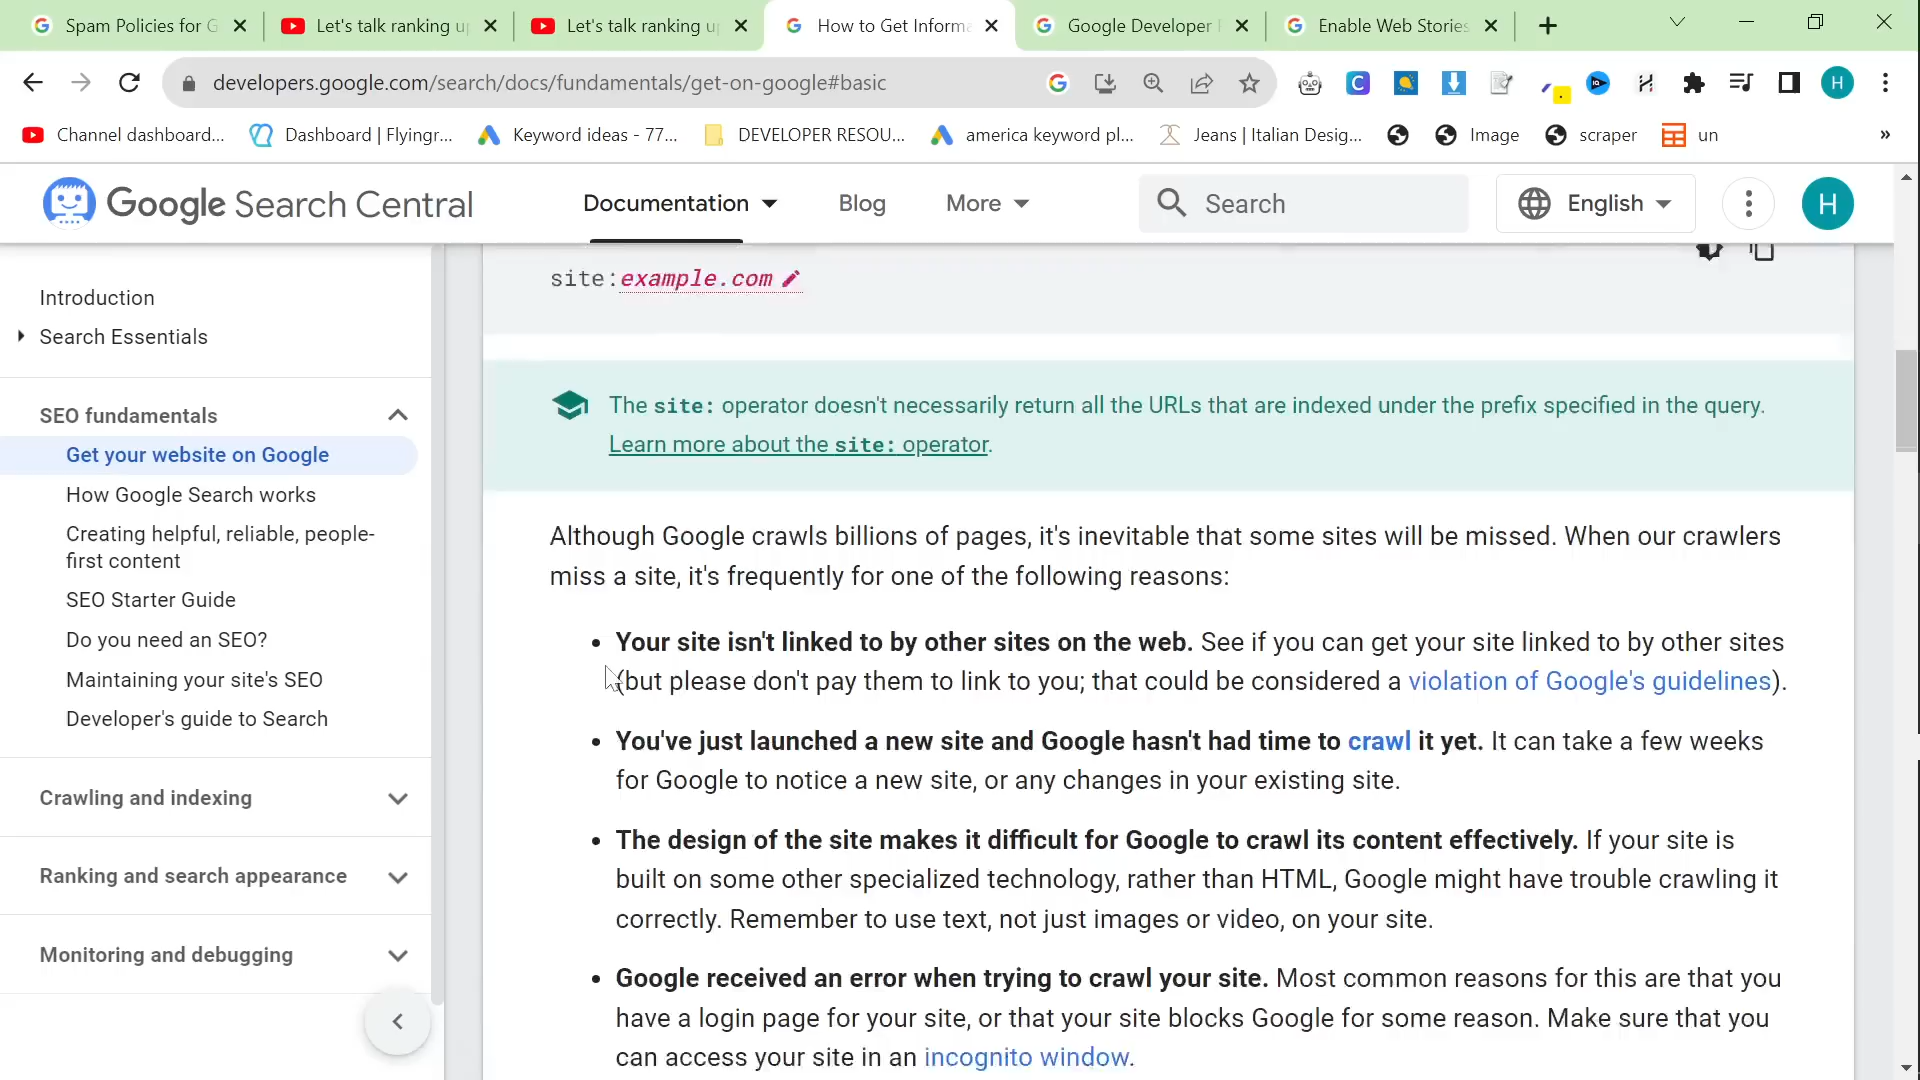 Spam Policies for G
Let's talk ranking u
Let's talk ranking u
How to Get Informa
Google Developer
Enable Web Stories
developers.google.com/search/docs/fundamentals/get-on-google#basic
Channel dashboard...
Dashboard | Flyingr...
Keyword ideas - 77...
DEVELOPER RESOU...
america keyword pl...
Jeans | Italian Desig...
Image
scraper
un
»
Google Search Central
Documentation
Blog
More
Search
English
H
Introduction
Search Essentials
SEO fundamentals
Get your website on Google
How Google Search works
Creating helpful, reliable, people-
first content
SEO Starter Guide
Do you need an SEO?
Maintaining your site's SEO
Developer's guide to Search
Crawling and indexing
Ranking and search appearance
Monitoring and debugging
site:example.com
The site: operator doesn't necessarily return all the URLs that are indexed under the prefix specified in the query.
Learn more about the site: operator.
Although Google crawls billions of pages, it's inevitable that some sites will be missed. When our crawlers
miss a site, it's frequently for one of the following reasons:
• Your site isn't linked to by other sites on the web. See if you can get your site linked to by other sites
(but please don't pay them to link to you; that could be considered a violation of Google's guidelines).
• You've just launched a new site and Google hasn't had time to crawl it yet. It can take a few weeks
for Google to notice a new site, or any changes in your existing site.
• The design of the site makes it difficult for Google to crawl its content effectively. If your site is
built on some other specialized technology, rather than HTML, Google might have trouble crawling it
correctly. Remember to use text, not just images or video, on your site.
• Google received an error when trying to crawl your site. Most common reasons for this are that you
have a login page for your site, or that your site blocks Google for some reason. Make sure that you
can access your site in an incognito window.